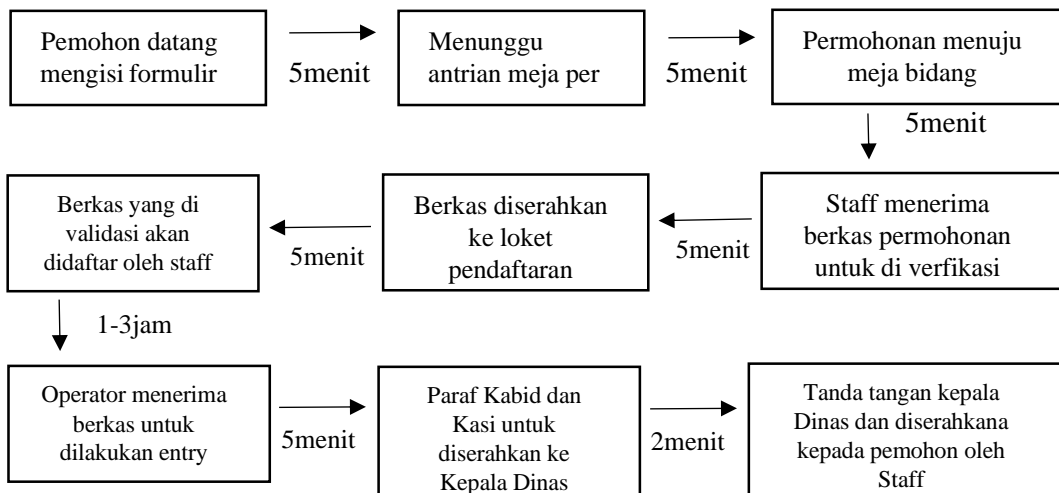 Pemohon datang
mengisi formulir
5menit
Menunggu
antrian meja per
5menit
Permohonan menuju
meja bidang
5menit
Staff menerima
berkas permohonan
untuk di verfikasi
5menit
Berkas diserahkan
ke loket
pendaftaran
5menit
Berkas yang di
validasi akan
didaftar oleh staff
1-3jam
Operator menerima
berkas untuk
dilakukan entry
5menit
Paraf Kabid dan
Kasi untuk
diserahkan ke
Kepala Dinas
2menit
Tanda tangan kepala
Dinas dan diserahkana
kepada pemohon oleh
Staff